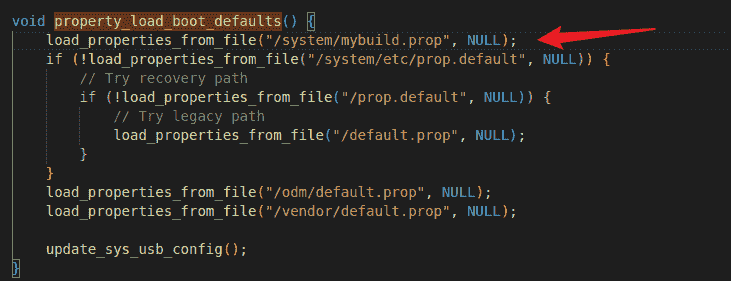 void property_load_boot_defaults() {
load_properties_from_file("/system/mybuild.prop", NULL);
if (!load_properties_from_file("/system/etc/prop.default", NULL)) {
// Try recovery path
if (!load_properties_from_file("/prop.default", NULL)) {
// Try legacy path
load_properties_from_file("/default.prop", NULL);
}
}
load_properties_from_file("/odm/default.prop", NULL);
load_properties_from_file("/vendor/default.prop", NULL);
update_sys_usb_config();
}